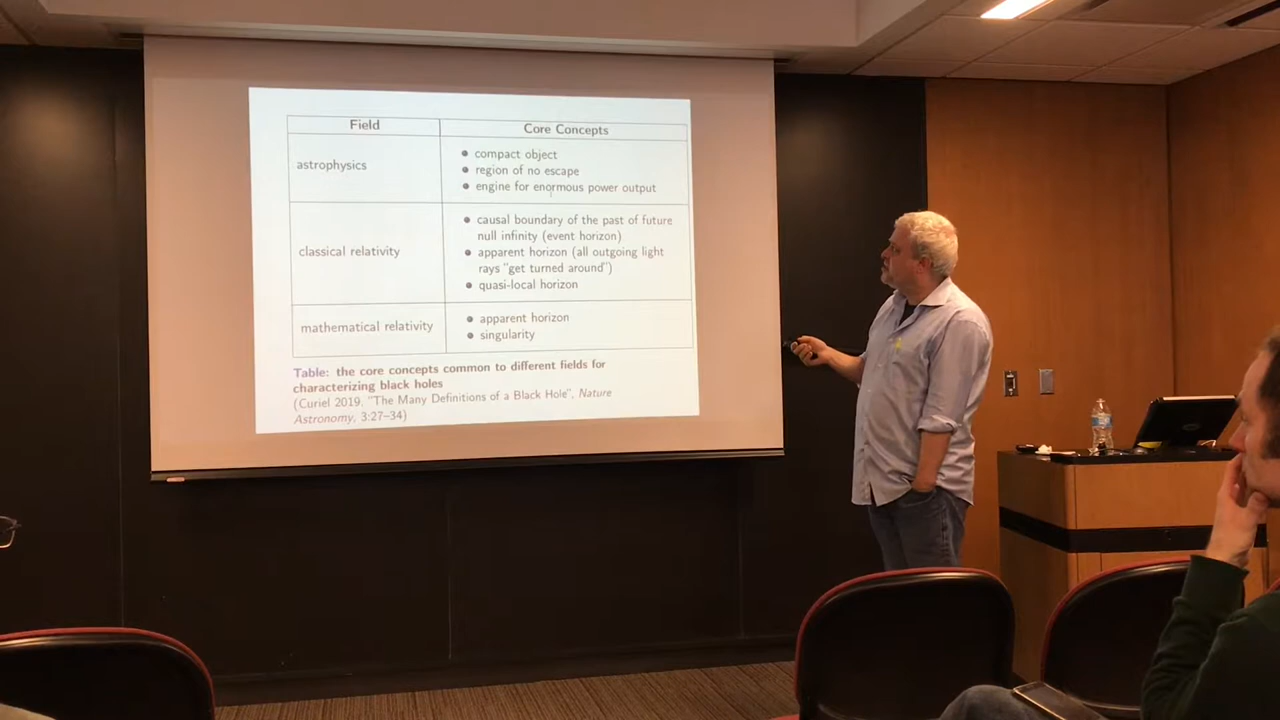 Field Core Concepts
astrophysics
• compact object
• region of no escape
• engine for enormous power output
classical relativity
• causal boundary of the past of future
null infinity (event horizon)
• apparent horizon (all outgoing light
rays "get turned around")
• quasi-local horizon
mathematical relativity
• apparent horizon
• singularity
Table: the core concepts common to different fields for
characterizing black holes
(Curiel 2019, "The Many Definitions of a Black Hole", Nature
Astronomy, 3:27–34)